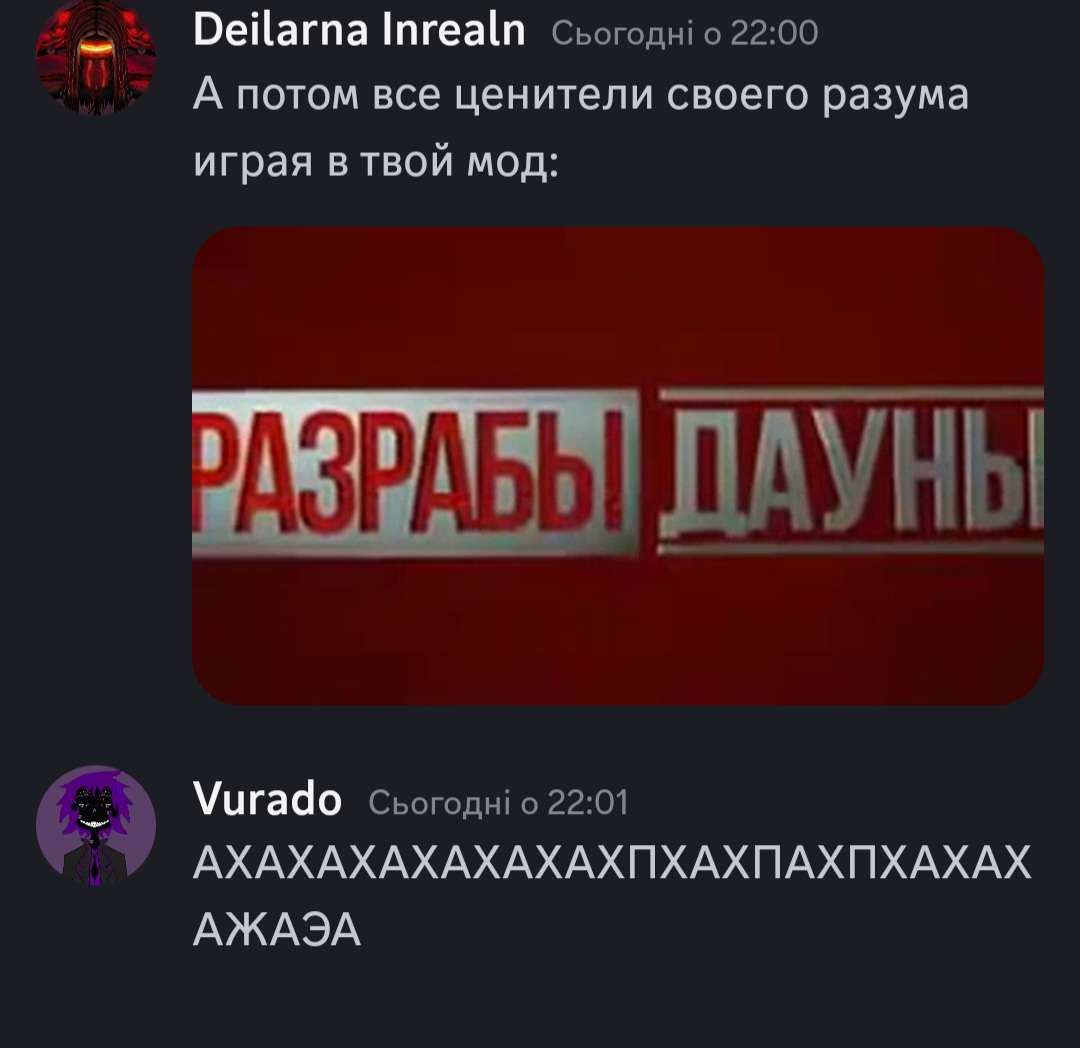 Deilarna Inrealn Сьогодні о 22:00
А потом все ценители своего разума
играя в твой мод:
РАЗРАБЫ ДАУНЫ
Vurado Сьогодні о 22:01
АХАХАХАХАХАХАХПХАХПАХПХАХАХ
АЖАЭА